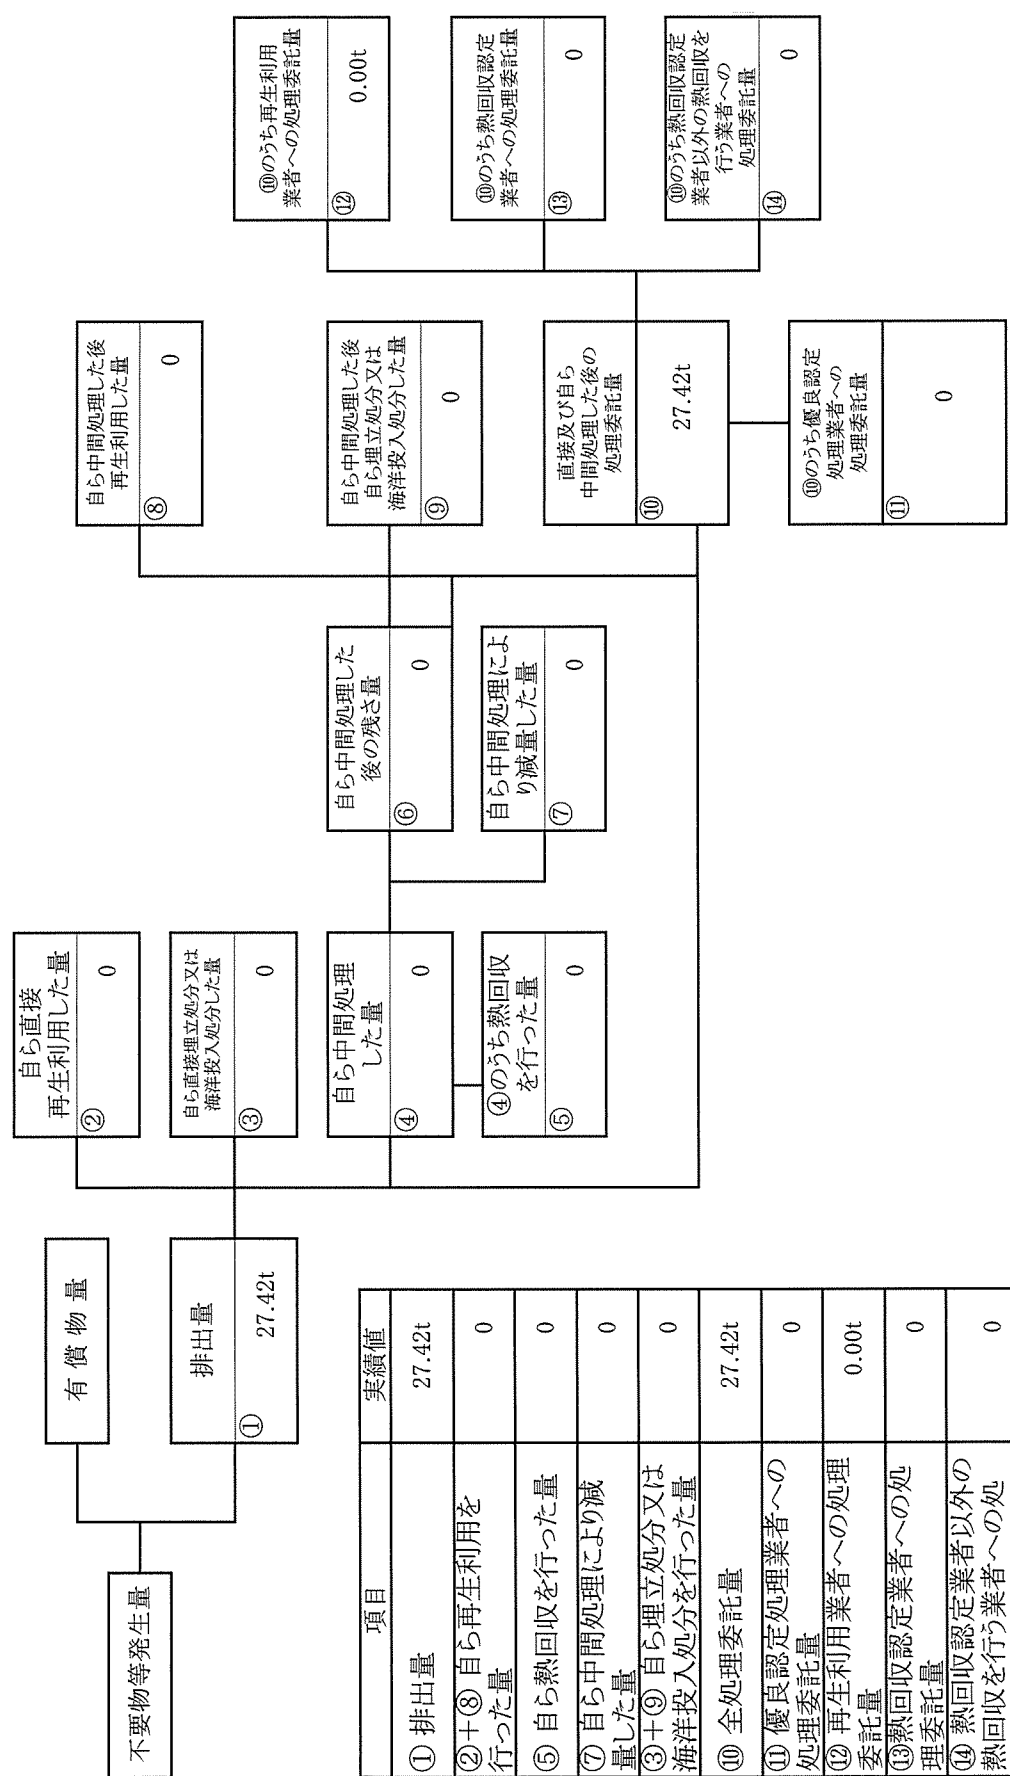 不要物等発生量
有償物量
排出量
①
27.42t
自ら直接
再生利用した量
②
0
自ら直接埋立処分又は
海洋投入処分した量
③
0
自ら中間処理
した量
④
0
④のうち熱回収
を行った量
⑤
0
自ら中間処理した
後の残さ量
⑥
0
自ら中間処理によ
り減量した量
⑦
0
自ら中間処理した後
再生利用した量
⑧
0
自ら中間処理した後
自ら埋立処分又は
海洋投入処分した量
⑨
0
直接及び自ら
中間処理した後の
処理委託量
⑩
27.42t
⑩のうち優良認定
処理業者への
処理委託量
⑪
0
⑩のうち再生利用
業者への処理委託量
⑫
0.00t
⑩のうち熱回収認定
業者への処理委託量
⑬
0
⑩のうち熱回収認定
業者以外の熱回収を
行う業者への
処理委託量
⑭
0
項目 実績値
① 排出量 27.42t
②+⑧ 自ら再生利用を
行った量 0
⑤ 自ら熱回収を行った量 0
⑦ 自ら中間処理により減
量した量 0
③+⑨ 自ら埋立処分又は
海洋投入処分を行った量 0
⑩ 全処理委託量 27.42t
⑪ 優良認定処理業者への
処理委託量 0
⑫ 再生利用業者への処理
委託量 0.00t
⑬熱回収認定業者への処
理委託量 0
⑭ 熱回収認定業者以外の
熱回収を行う業者への処 0